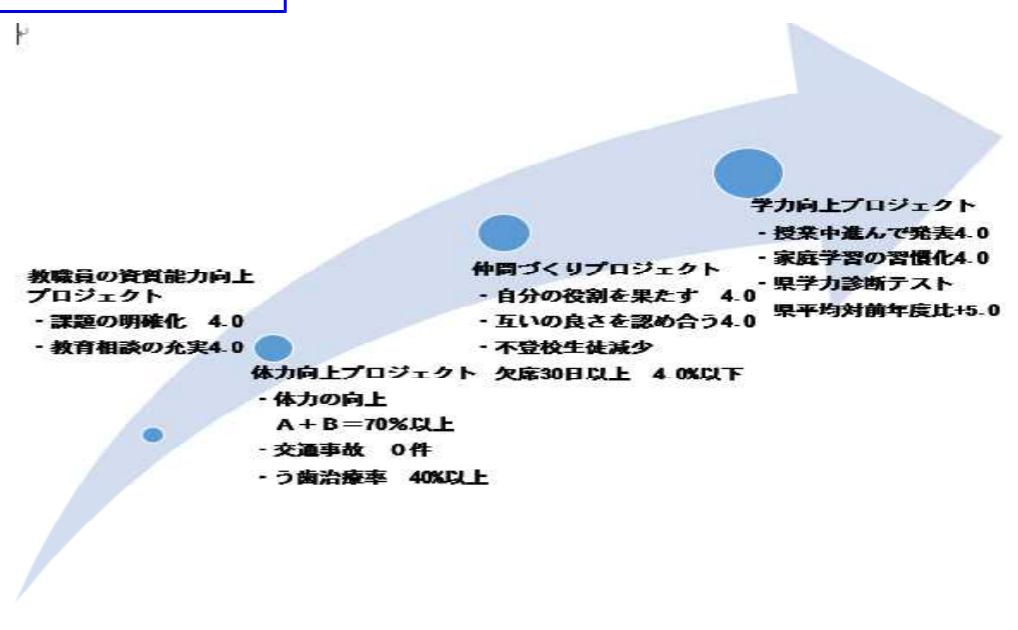 教職員の資質能力向上
プロジェクト
- 課題の明確化　4.0
- 教育相談の充実4.0
体力向上プロジェクト
- 体力の向上
A+B=70%以上
- 交通事故　0件
- う歯治療率　40%以上
仲間づくりプロジェクト
- 自分の役割を果たす　4.0
- 互いの良さを認め合う4.0
- 不登校生徒減少
欠席30日以上　4.0%以下
学力向上プロジェクト
- 授業中進んで発表4.0
- 家庭学習の習慣化4.0
- 県学力診断テスト
県平均対前年度比+5.0